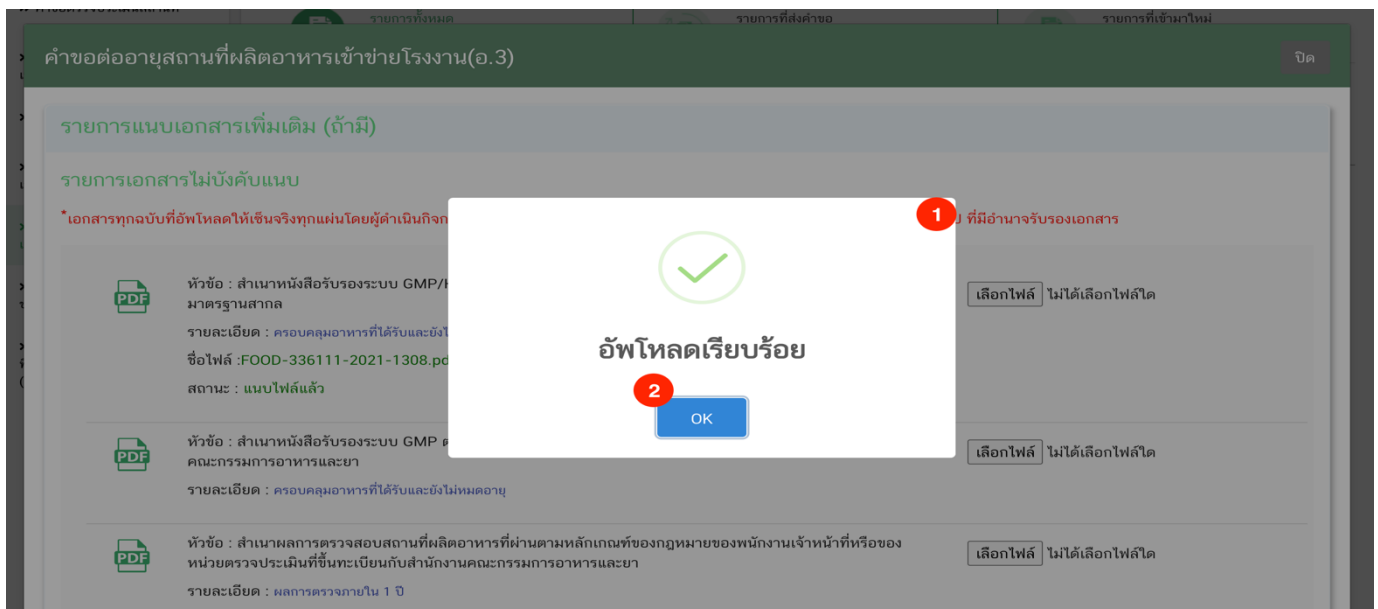 รายการทั้งหมด
รายการที่ส่งคำขอ
รายการที่เข้ามาใหม่
คำขอต่ออายุสถานที่ผลิตอาหารเข้าข่ายโรงงาน(อ.3)
ปิด
รายการแนบเอกสารเพิ่มเติม (ถ้ามี)
รายการเอกสารไม่บังคับแนบ
*เอกสารทุกฉบับที่อัพโหลดให้เซ็นจริงทุกแผ่นโดยผู้ดำเนินกิจก
1
ที่มีอำนาจรับรองเอกสาร
PDF
หัวข้อ : สำเนาหนังสือรับรองระบบ GMP/H
มาตรฐานสากล
เลือกไฟล์ ไม่ได้เลือกไฟล์ใด
รายละเอียด : ครอบคลุมอาหารที่ได้รับและยังไ
ชื่อไฟล์ :FOOD-336111-2021-1308.pd
สถานะ : แนบไฟล์แล้ว
อัพโหลดเรียบร้อย
2
OK
PDF
หัวข้อ : สำเนาหนังสือรับรองระบบ GMP ต
คณะกรรมการอาหารและยา
เลือกไฟล์ ไม่ได้เลือกไฟล์ใด
รายละเอียด : ครอบคลุมอาหารที่ได้รับและยังไม่หมดอายุ
PDF
หัวข้อ : สำเนาผลการตรวจสอบสถานที่ผลิตอาหารที่ผ่านตามหลักเกณฑ์ของกฎหมายของพนักงานเจ้าหน้าที่หรือของ
หน่วยตรวจประเมินที่ขึ้นทะเบียนกับสำนักงานคณะกรรมการอาหารและยา
เลือกไฟล์ ไม่ได้เลือกไฟล์ใด
รายละเอียด : ผลการตรวจภายใน 1 ปี